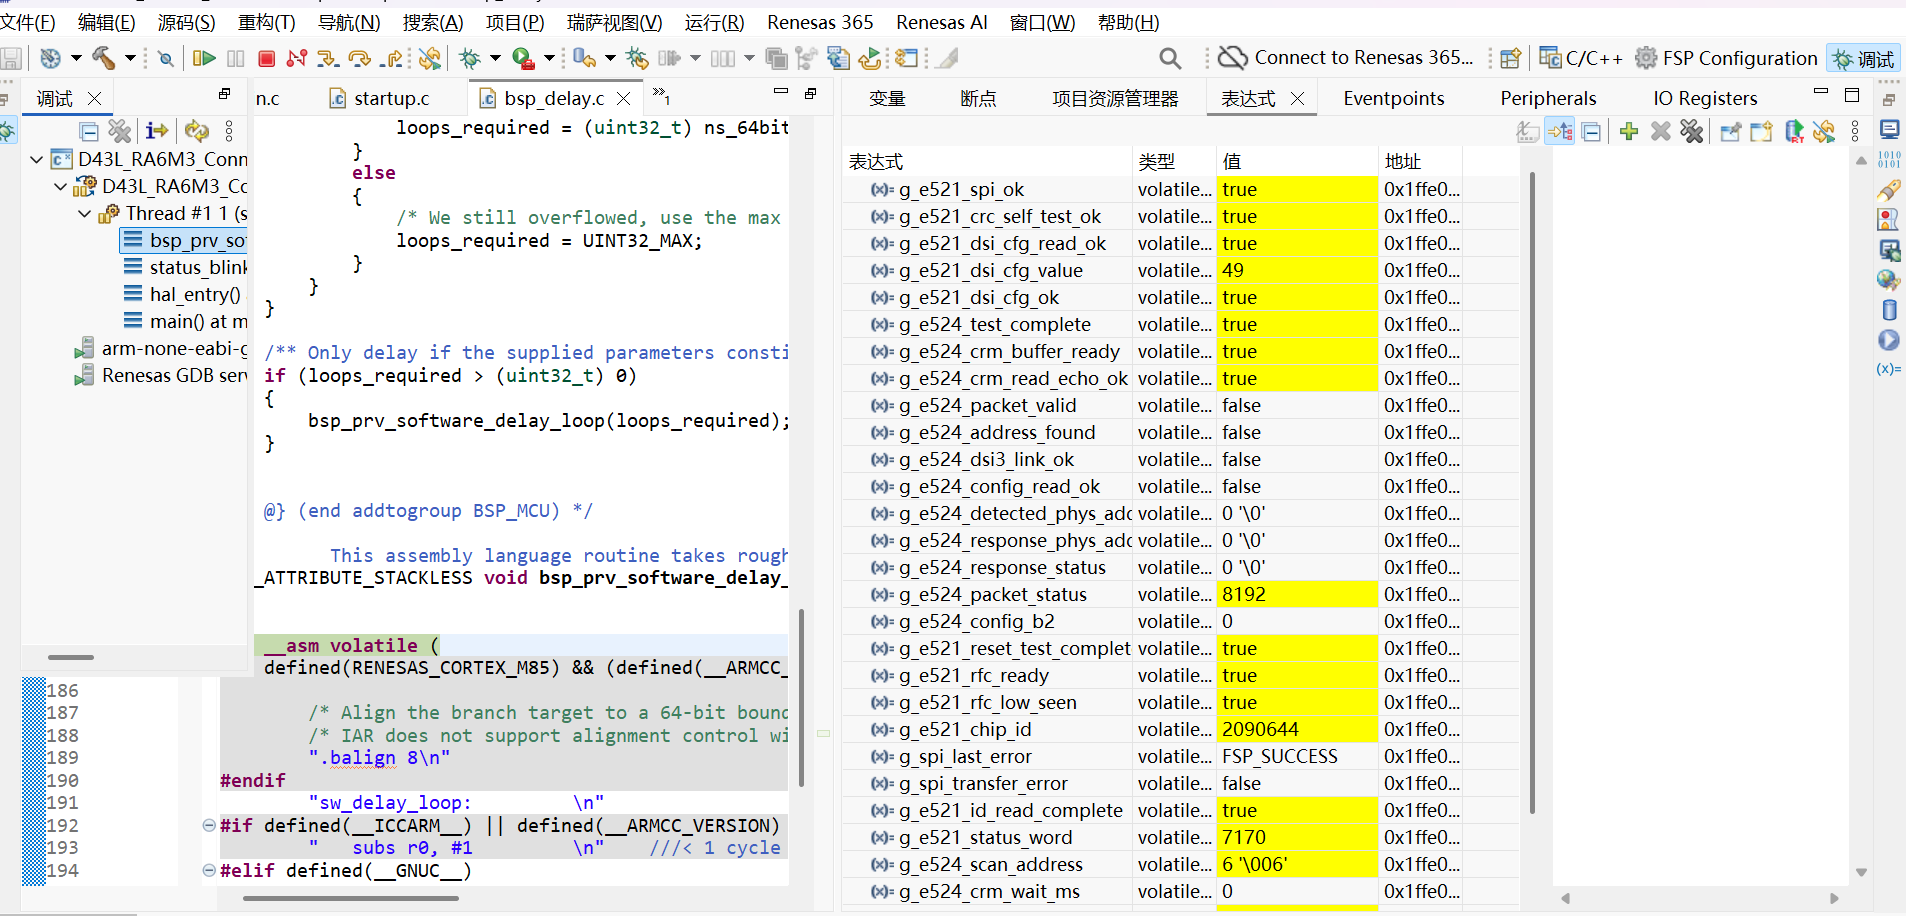 文件(F) 编辑(E) 源码(S) 重构(T) 导航(N) 搜索(A) 项目(P) 瑞萨视图(V) 运行(R) Renesas 365 Renesas AI 窗口(W) 帮助(H)
Connect to Renesas 365... C/C++ FSP Configuration 调试
调试
D43L_RA6M3_Conn
D43L_RA6M3_Co
Thread #1 1 (s
bsp_prv_so
status_blink
hal_entry()
main() at m
arm-none-eabi-g
Renesas GDB serv
n.c startup.c bsp_delay.c »1
loops_required = (uint32_t) ns_64bit
}
else
{
/* We still overflowed, use the max
loops_required = UINT32_MAX;
}
}
}
/** Only delay if the supplied parameters consti
if (loops_required > (uint32_t) 0)
{
bsp_prv_software_delay_loop(loops_required);
}
@} (end addtogroup BSP_MCU) */
This assembly language routine takes rough
_ATTRIBUTE_STACKLESS void bsp_prv_software_delay_
__asm volatile (
defined(RENESAS_CORTEX_M85) && (defined(__ARMCC_
186
187 /* Align the branch target to a 64-bit bound
188 /* IAR does not support alignment control wi
189 ".balign 8\n"
190 #endif
191 "sw_delay_loop: \n"
192 #if defined(__ICCARM__) || defined(__ARMCC_VERSION)
193 " subs r0, #1 \n" ///< 1 cycle
194 #elif defined(__GNUC__)
变量 断点 项目资源管理器 表达式 Eventpoints Peripherals IO Registers
表达式 类型 值 地址
(x)= g_e521_spi_ok volatile... true 0x1ffe0...
(x)= g_e521_crc_self_test_ok volatile... true 0x1ffe0...
(x)= g_e521_dsi_cfg_read_ok volatile... true 0x1ffe0...
(x)= g_e521_dsi_cfg_value volatile... 49 0x1ffe0...
(x)= g_e521_dsi_cfg_ok volatile... true 0x1ffe0...
(x)= g_e524_test_complete volatile... true 0x1ffe0...
(x)= g_e524_crm_buffer_ready volatile... true 0x1ffe0...
(x)= g_e524_crm_read_echo_ok volatile... true 0x1ffe0...
(x)= g_e524_packet_valid volatile... false 0x1ffe0...
(x)= g_e524_address_found volatile... false 0x1ffe0...
(x)= g_e524_dsi3_link_ok volatile... false 0x1ffe0...
(x)= g_e524_config_read_ok volatile... false 0x1ffe0...
(x)= g_e524_detected_phys_adc volatile... 0 '\0' 0x1ffe0...
(x)= g_e524_response_phys_adc volatile... 0 '\0' 0x1ffe0...
(x)= g_e524_response_status volatile... 0 '\0' 0x1ffe0...
(x)= g_e524_packet_status volatile... 8192 0x1ffe0...
(x)= g_e524_config_b2 volatile... 0 0x1ffe0...
(x)= g_e521_reset_test_complet volatile... true 0x1ffe0...
(x)= g_e521_rfc_ready volatile... true 0x1ffe0...
(x)= g_e521_rfc_low_seen volatile... true 0x1ffe0...
(x)= g_e521_chip_id volatile... 2090644 0x1ffe0...
(x)= g_spi_last_error volatile... FSP_SUCCESS 0x1ffe0...
(x)= g_spi_transfer_error volatile... false 0x1ffe0...
(x)= g_e521_id_read_complete volatile... true 0x1ffe0...
(x)= g_e521_status_word volatile... 7170 0x1ffe0...
(x)= g_e524_scan_address volatile... 6 '\006' 0x1ffe0...
(x)= g_e524_crm_wait_ms volatile... 0 0x1ffe0...
1010
0101
(x)=